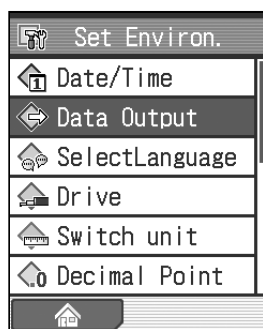 Set Environ.
Date/Time
Data Output
SelectLanguage
Drive
Switch unit
Decimal Point